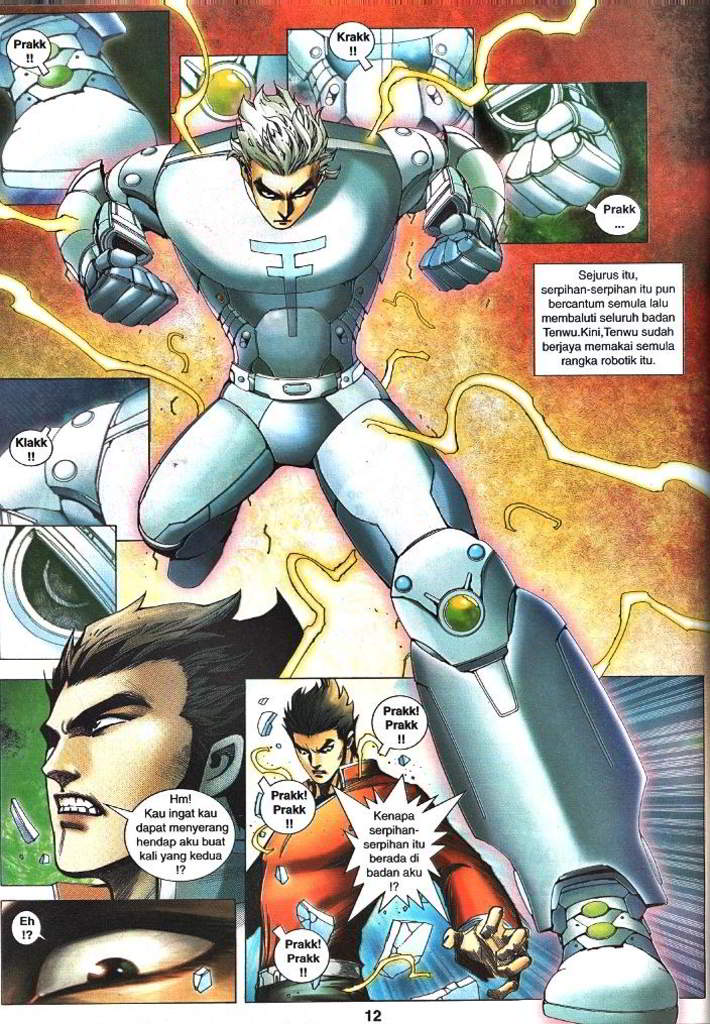 Prakk
!!
Krakk
!!
Prakk
...
Sejurus itu,
serpihan-serpihan itu pun
bercantum semula lalu
membaluti seluruh badan
Tenwu.Kini,Tenwu sudah
berjaya memakai semula
rangka robotik itu.
Klakk
!!
Hm!
Kau ingat kau
dapat menyerang
hendap aku buat
kali yang kedua
!?
Eh
!?
Prakk!
Prakk
!!
Prakk!
Prakk
!!
Kenapa
serpihan-
serpihan itu
berada di
badan aku
!?
Prakk!
Prakk
!!
12